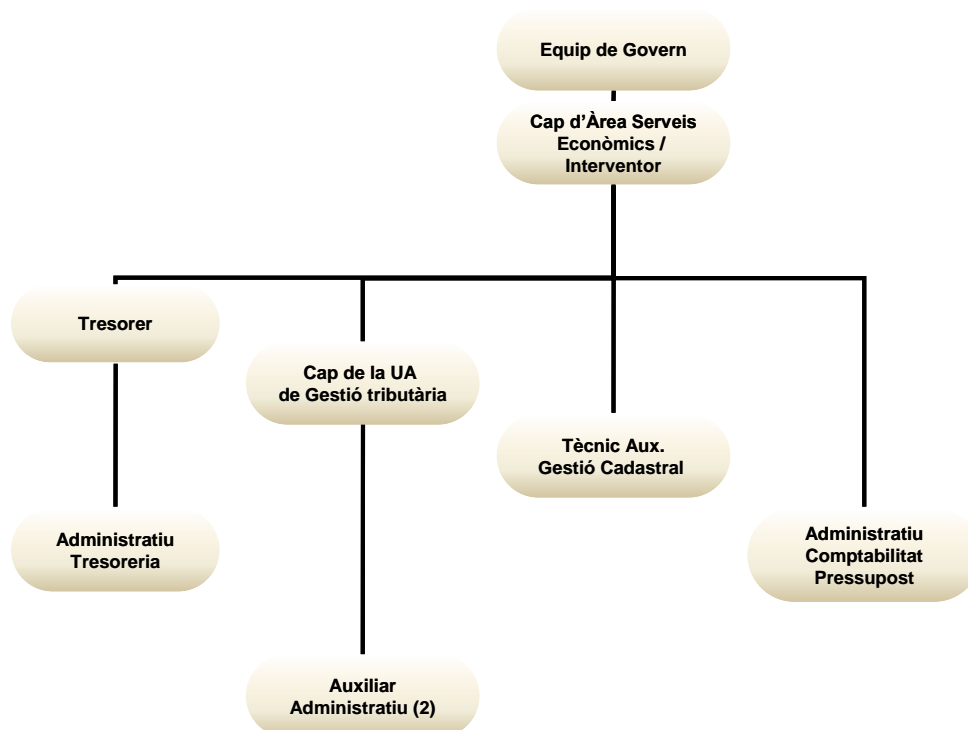 Equip de Govern
Cap d'Àrea Serveis
Econòmics /
Interventor
Tresorer
Cap de la UA
de Gestió tributària
Tècnic Aux.
Gestió Cadastral
Administratiu
Tresoreria
Administratiu
Comptabilitat
Pressupost
Auxiliar
Administratiu (2)